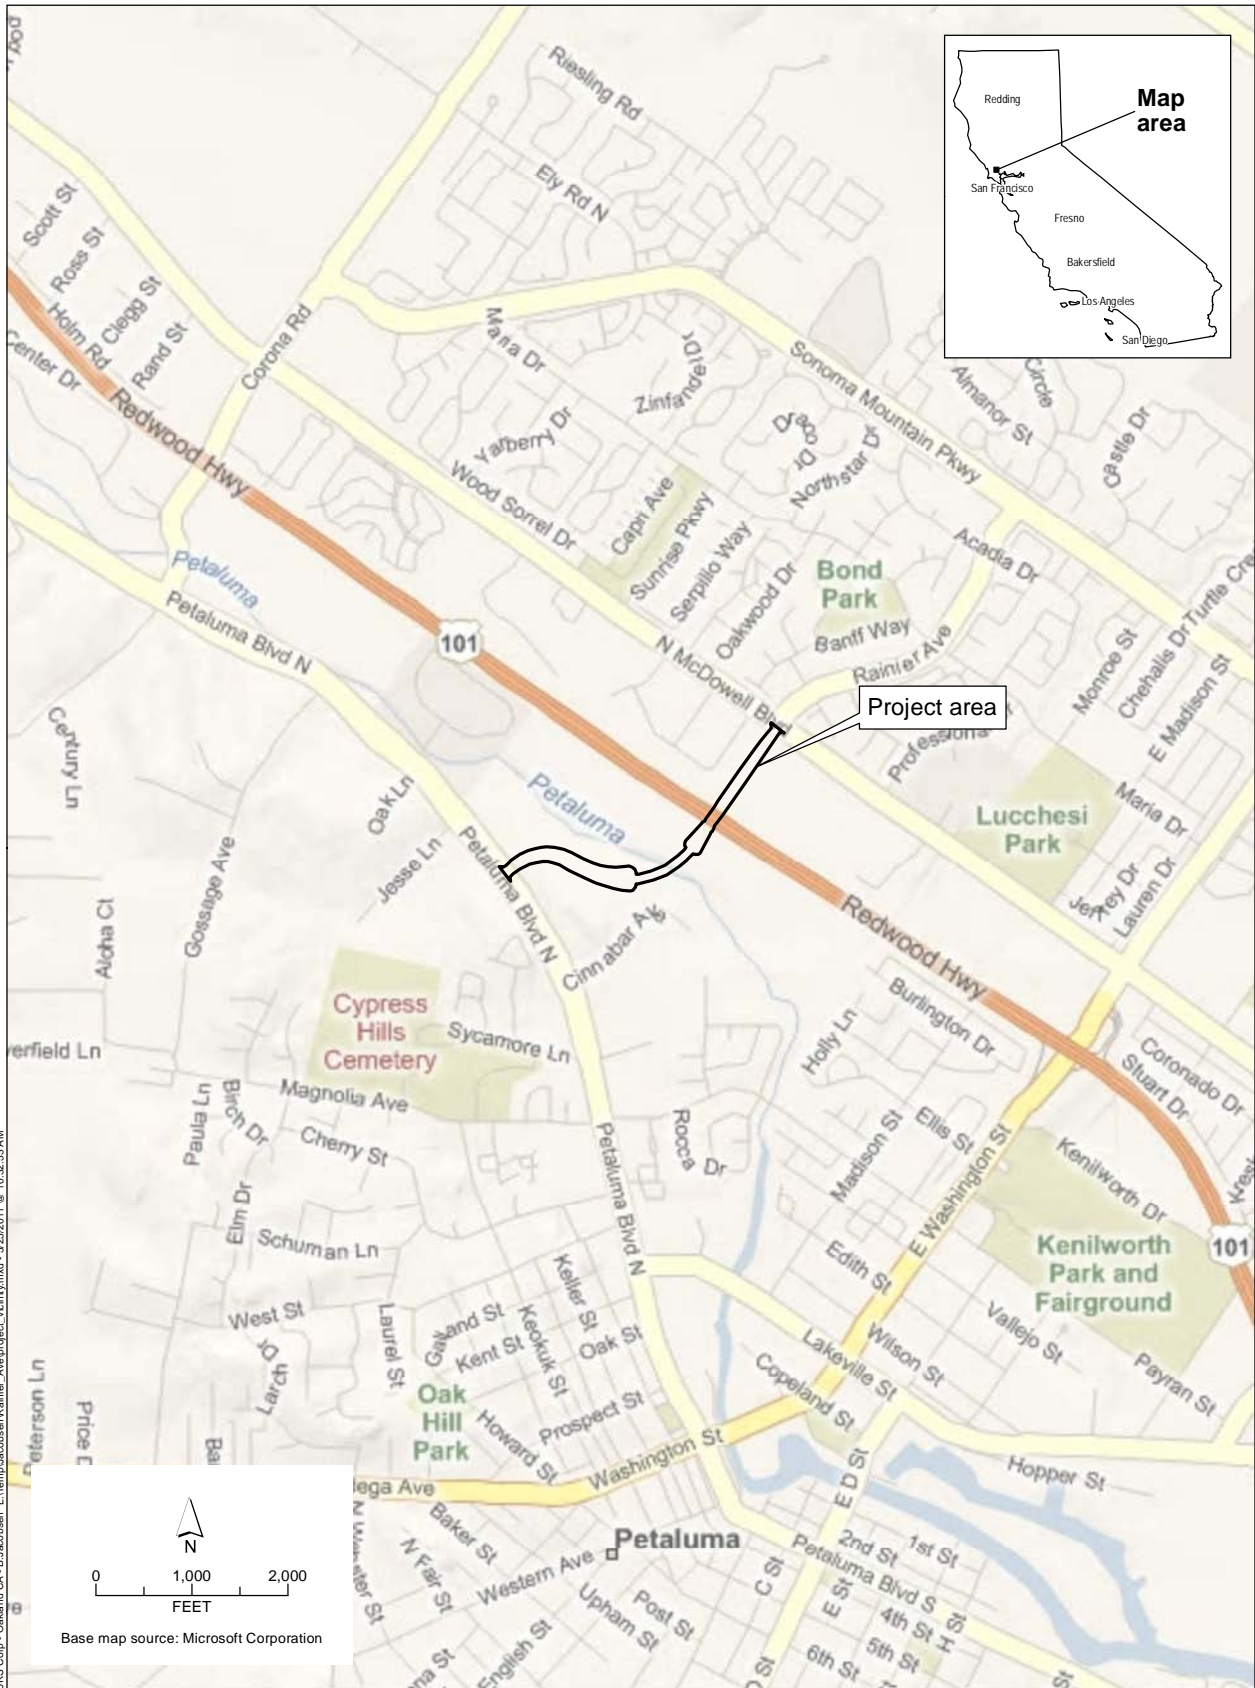 Riesling Rd
Ely Rd N
Scott St
Ross St
Clegg St
Holm Rd
Rand St
Center Dr
Corona Rd
Redwood Hwy
Maria Dr
Zinfandel Dr
Yarberry Dr
Draco Dr
Northstar Dr
Sonoma Mountain Pkwy
Almanor St
Circle
Castle Dr
Map
area
Redding
San Francisco
Fresno
Bakersfield
Los Angeles
San Diego
Wood Sorrel Dr
Capri Ave
Sunrise Pkwy
Serpilio Way
Oakwood Dr
Bond
Park
Acadia Dr
Banff Way
Rainier Ave
Petaluma
Petaluma Blvd N
101
N McDowell Blvd
Project area
Monroe St
Chehalis Dr
Turtle Cre
E Madison St
Century Ln
Oak Ln
Jesse Ln
Gossage Ave
Aloha Ct
Petaluma
Petaluma Blvd N
Cinnabar Ave
Lucchesi
Park
Maria Dr
Jeffrey Dr
Lauren Dr
Redwood Hwy
Cypress
Hills
Cemetery
Sycamore Ln
erfield Ln
Magnolia Ave
Paula Ln
Birch Dr
Cherry St
Elm Dr
Schuman Ln
West St
Larch Dr
Laurel St
Burlington Dr
Holly Ln
Coronado Dr
Stuart Dr
Madison St
Ellis St
E Washington St
Kenilworth Dr
Kenilworth
Park and
Fairground
101
Rocca Dr
Petaluma Blvd N
Edith St
Vallejo St
Payran St
Wilson St
Lakeville St
Copeland St
Keller St
Keokuk St
Kent St
Oak St
Oak
Hill
Park
Howard St
Prospect St
Washington St
E D St
Hopper St
Price D
Ba
ega Ave
Baker St
N Fair St
Western Ave
Petaluma
Upham St
Post St
English St
C St
E St
2nd St
1st St
Petaluma Blvd S
4th St
H St
5th St
6th St
N
0 1,000 2,000
FEET
Base map source: Microsoft Corporation